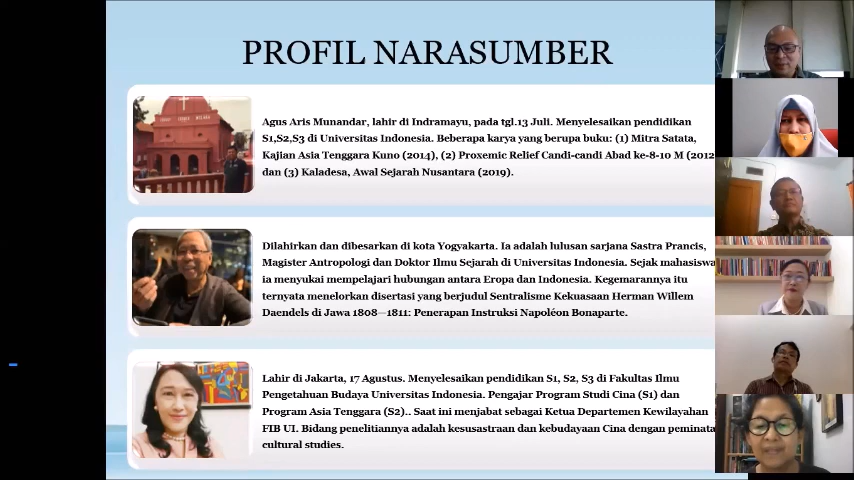 PROFIL NARASUMBER
Agus Aris Munandar, lahir di Indramayu, pada tgl.13 Juli. Menyelesaikan pendidikan
S1,S2,S3 di Universitas Indonesia. Beberapa karya yang berupa buku: (1) Mitra Satata,
Kajian Asia Tenggara Kuno (2014), (2) Proxemic Relief Candi-candi Abad ke-8-10 M (2012
dan (3) Kaladesa, Awal Sejarah Nusantara (2019).
Dilahirkan dan dibesarkan di kota Yogyakarta. Ia adalah lulusan sarjana Sastra Prancis,
Magister Antropologi dan Doktor Ilmu Sejarah di Universitas Indonesia. Sejak mahasiswa
ia menyukai mempelajari hubungan antara Eropa dan Indonesia. Kegemarannya itu
ternyata menelorkan disertasi yang berjudul Sentralisme Kekuasaan Herman Willem
Daendels di Jawa 1808—1811: Penerapan Instruksi Napoléon Bonaparte.
Lahir di Jakarta, 17 Agustus. Menyelesaikan pendidikan S1, S2, S3 di Fakultas Ilmu
Pengetahuan Budaya Universitas Indonesia. Pengajar Program Studi Cina (S1) dan
Program Asia Tenggara (S2).. Saat ini menjabat sebagai Ketua Departemen Kewilayahan
FIB UI. Bidang penelitiannya adalah kesusastraan dan kebudayaan Cina dengan peminata
cultural studies.